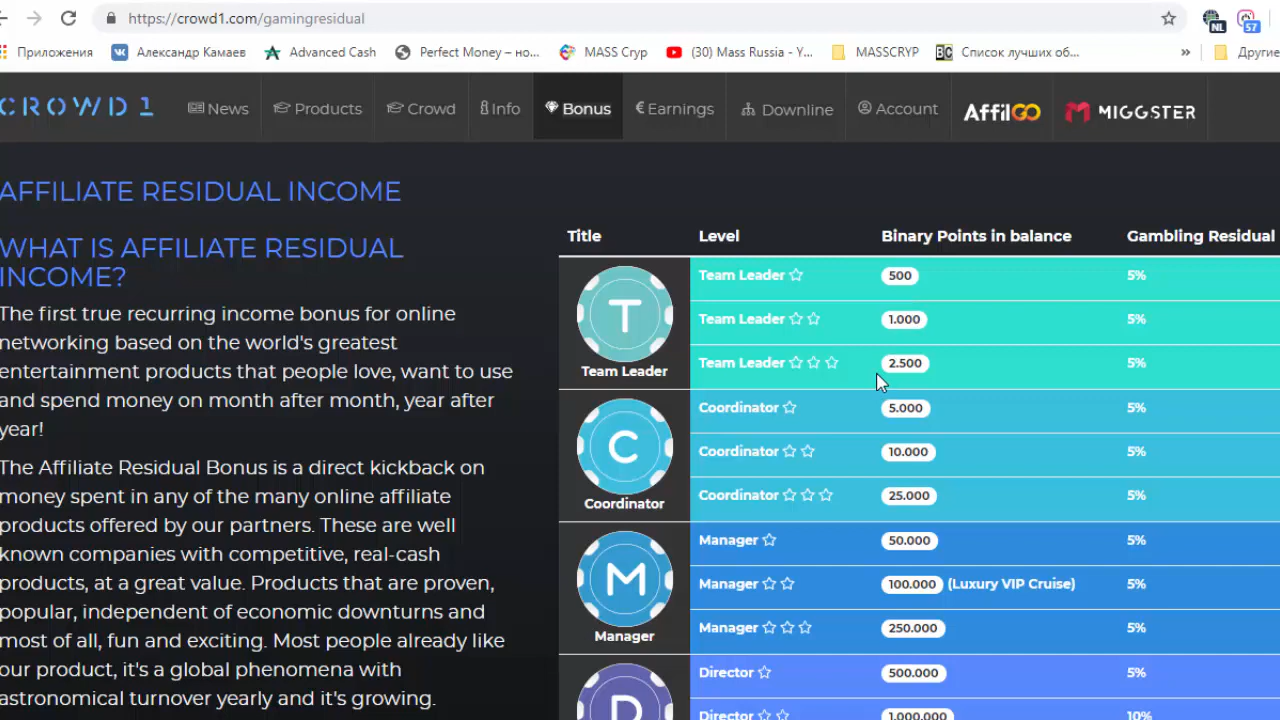 https://crowd1.com/gamingresidual
NL
57
Приложения
Александр Камаев
Advanced Cash
Perfect Money – но...
MASS Cryp
(30) Mass Russia - Y...
MASSCRYP
BC
Список лучших об...
»
Другие
CROWD1
News
Products
Crowd
Info
Bonus
Earnings
Downline
Account
AffilGO
MIGGSTER
AFFILIATE RESIDUAL INCOME
WHAT IS AFFILIATE RESIDUAL
INCOME?
The first true recurring income bonus for online
networking based on the world's greatest
entertainment products that people love, want to use
and spend money on month after month, year after
year!
The Affiliate Residual Bonus is a direct kickback on
money spent in any of the many online affiliate
products offered by our partners. These are well
known companies with competitive, real-cash
products, at a great value. Products that are proven,
popular, independent of economic downturns and
most of all, fun and exciting. Most people already like
our product, it's a global phenomena with
astronomical turnover yearly and it's growing.
Title Level Binary Points in balance Gambling Residual
T
Team Leader
Team Leader 500 5%
Team Leader 1.000 5%
Team Leader 2.500 5%
C
Coordinator
Coordinator 5.000 5%
Coordinator 10.000 5%
Coordinator 25.000 5%
M
Manager
Manager 50.000 5%
Manager 100.000 (Luxury VIP Cruise) 5%
Manager 250.000 5%
D
Director 500.000 5%
Director 1.000.000 10%